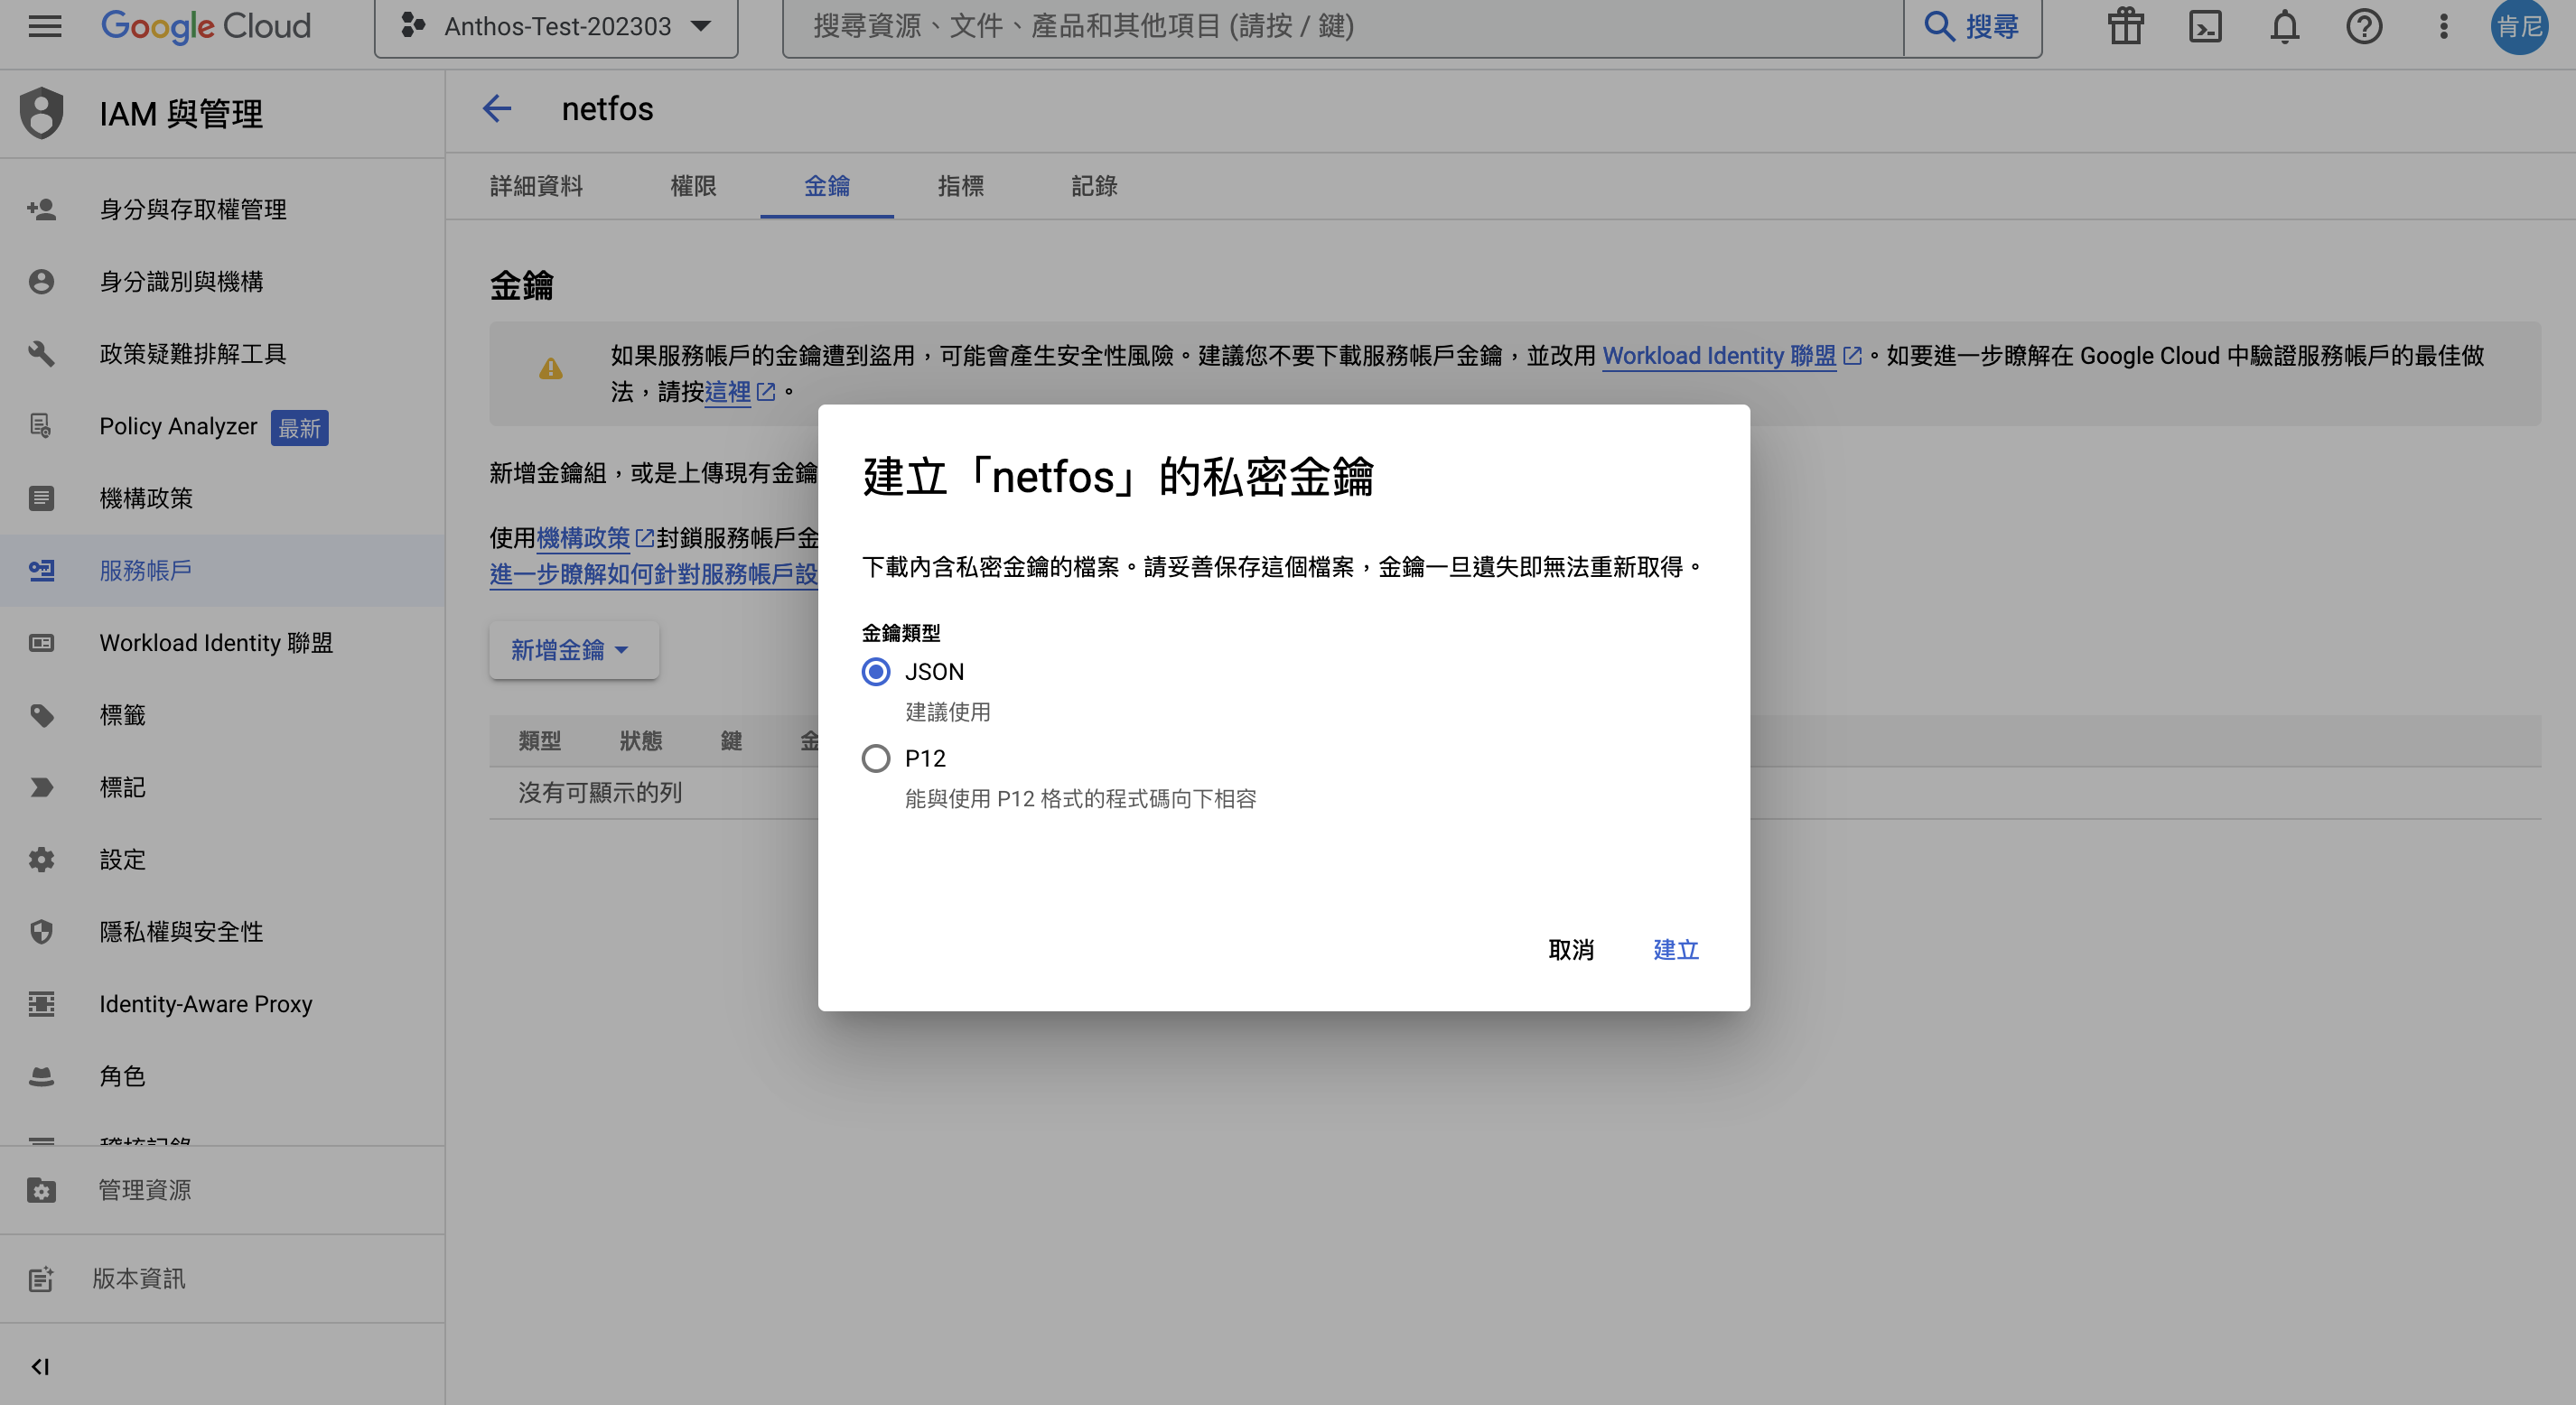 Google Cloud
Anthos-Test-202303
搜尋資源、文件、產品和其他項目 (請按 / 鍵)
搜尋
肯尼
IAM 與管理
身分與存取權管理
身分識別與機構
政策疑難排解工具
Policy Analyzer 最新
機構政策
服務帳戶
Workload Identity 聯盟
標籤
標記
設定
隱私權與安全性
Identity-Aware Proxy
角色
稽核記錄
管理資源
版本資訊
netfos
詳細資料 權限 金鑰 指標 記錄
金鑰
如果服務帳戶的金鑰遭到盜用，可能會產生安全性風險。建議您不要下載服務帳戶金鑰，並改用 Workload Identity 聯盟。如要進一步瞭解在 Google Cloud 中驗證服務帳戶的最佳做
法，請按這裡。
新增金鑰組，或是上傳現有金鑰
使用機構政策封鎖服務帳戶金
進一步瞭解如何針對服務帳戶設
新增金鑰
類型 狀態 鍵 金
沒有可顯示的列
建立「netfos」的私密金鑰
下載內含私密金鑰的檔案。請妥善保存這個檔案，金鑰一旦遺失即無法重新取得。
金鑰類型
JSON
建議使用
P12
能與使用 P12 格式的程式碼向下相容
取消 建立